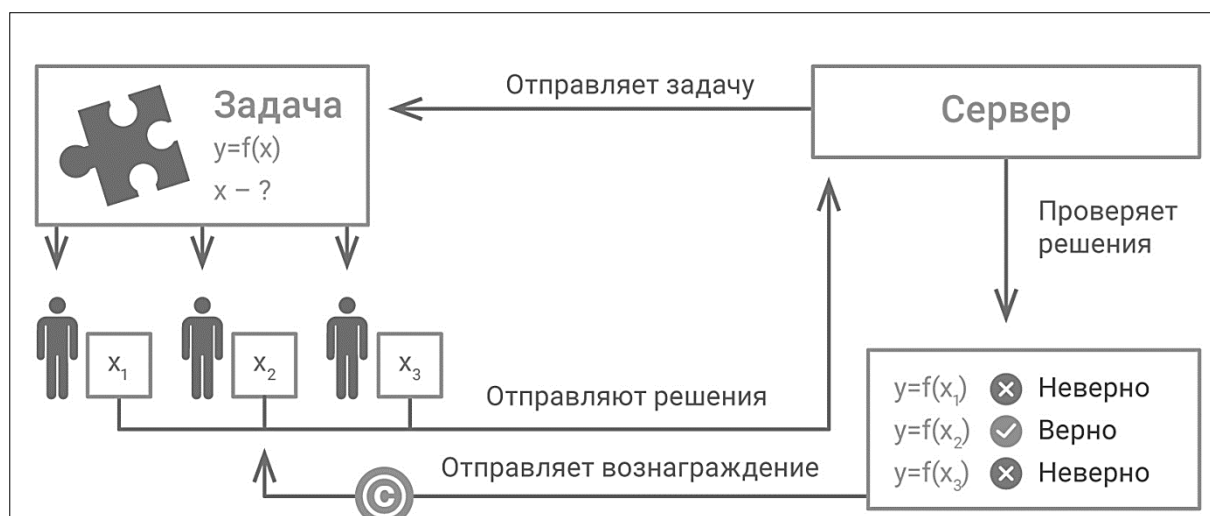 Отправляет задачу
Задача
y=f(x)
x – ?
Сервер
Проверяет
решения
x₁
x₂
x₃
Отправляют решения
y=f(x₁) Неверно
y=f(x₂) Верно
y=f(x₃) Неверно
Отправляет вознаграждение
C